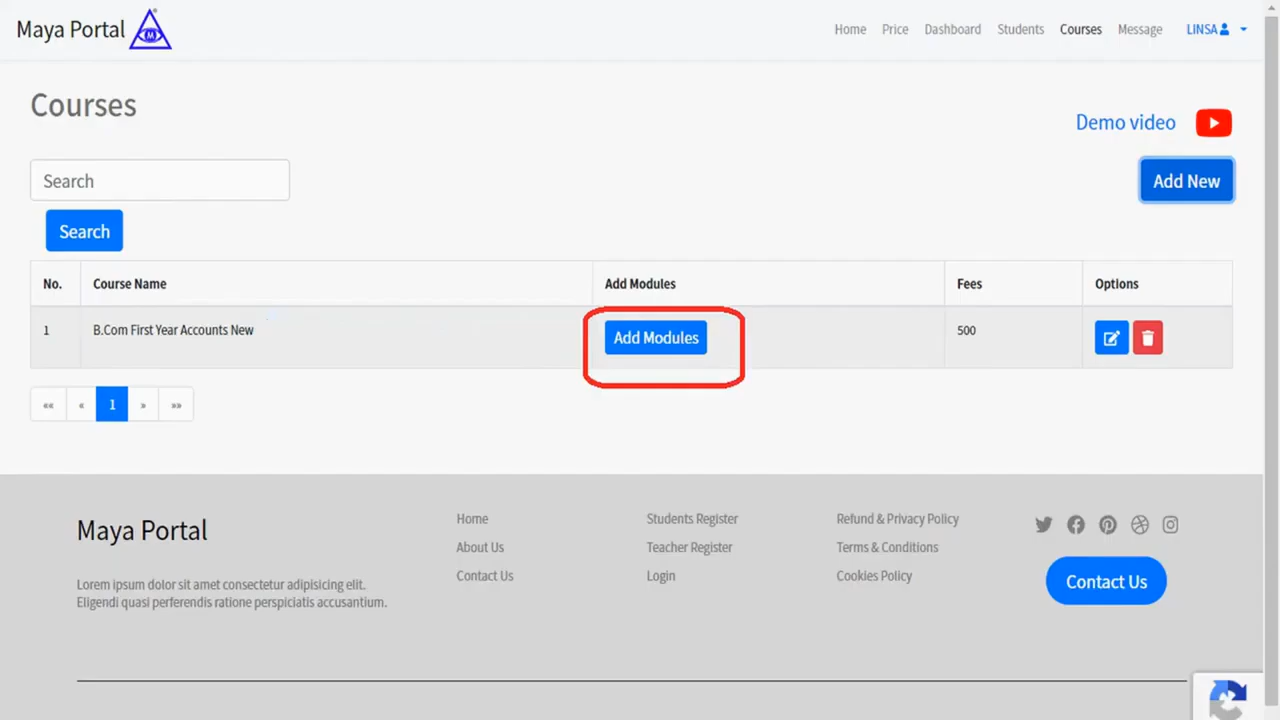 Maya Portal M
Home Price Dashboard Students Courses Message LINSA
Courses
Demo video
Search
Add New
Search
No. Course Name Add Modules Fees Options
1 B.Com First Year Accounts New Add Modules 500
«« « 1 » »»
Maya Portal
Lorem ipsum dolor sit amet consectetur adipisicing elit.
Eligendi quasi perferendis ratione perspiciatis accusantium.
Home
About Us
Contact Us
Students Register
Teacher Register
Login
Refund & Privacy Policy
Terms & Conditions
Cookies Policy
Contact Us